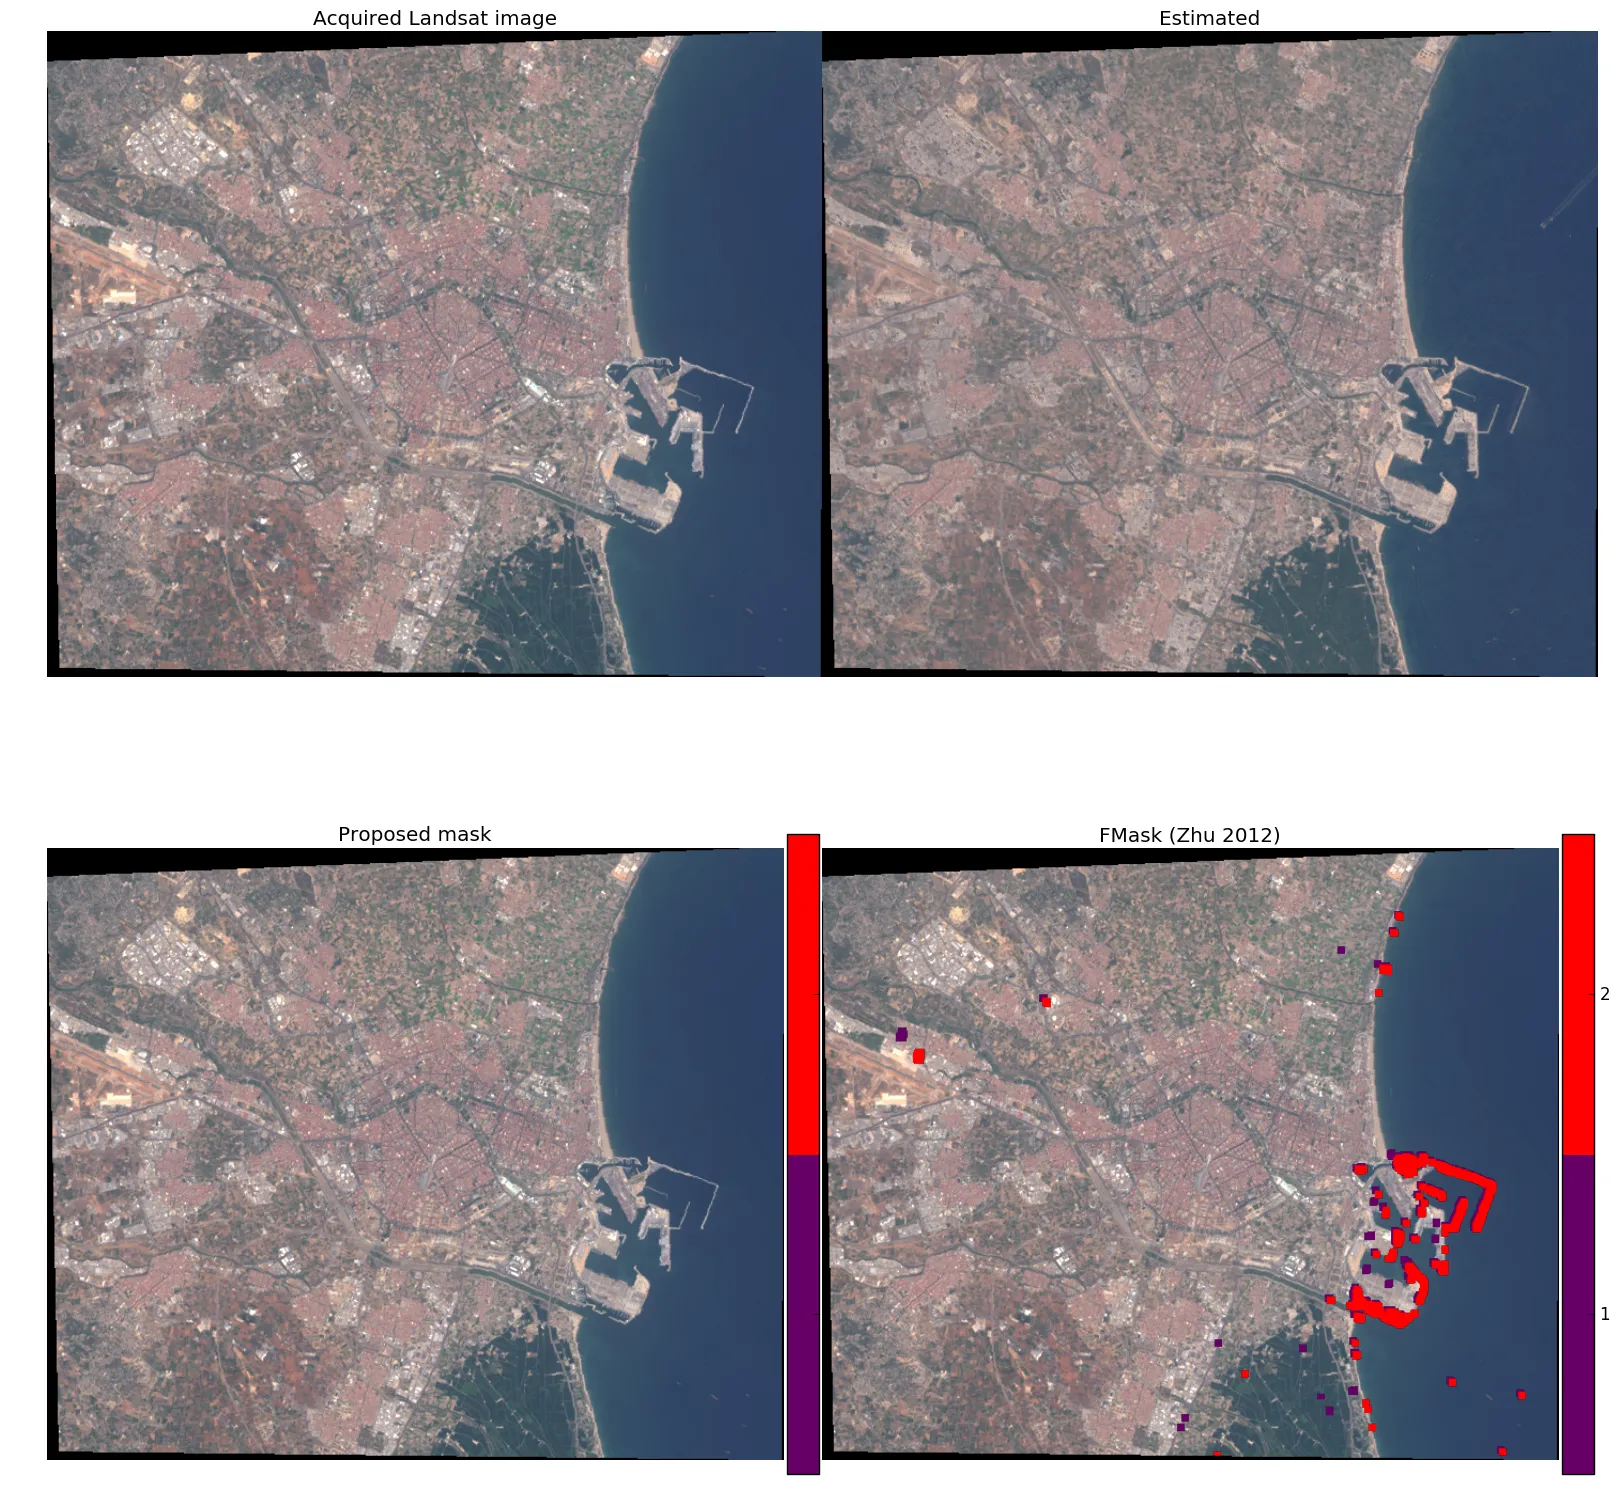 Acquired Landsat image
Estimated
Proposed mask
FMask (Zhu 2012)
2
1